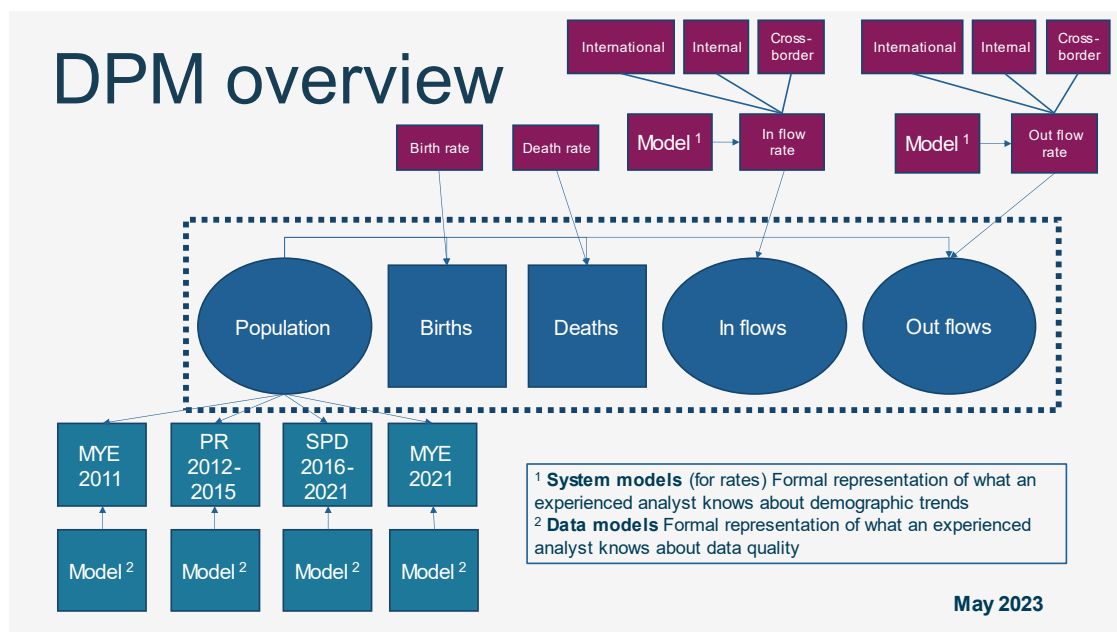 DPM overview
International
Internal
Cross-
border
International
Internal
Cross-
border
Birth rate
Death rate
Model ¹
In flow
rate
Model ¹
Out flow
rate
Population
Births
Deaths
In flows
Out flows
MYE
2011
PR
2012-
2015
SPD
2016-
2021
MYE
2021
Model ²
Model ²
Model ²
Model ²
¹ System models (for rates) Formal representation of what an
experienced analyst knows about demographic trends
² Data models Formal representation of what an experienced
analyst knows about data quality
May 2023